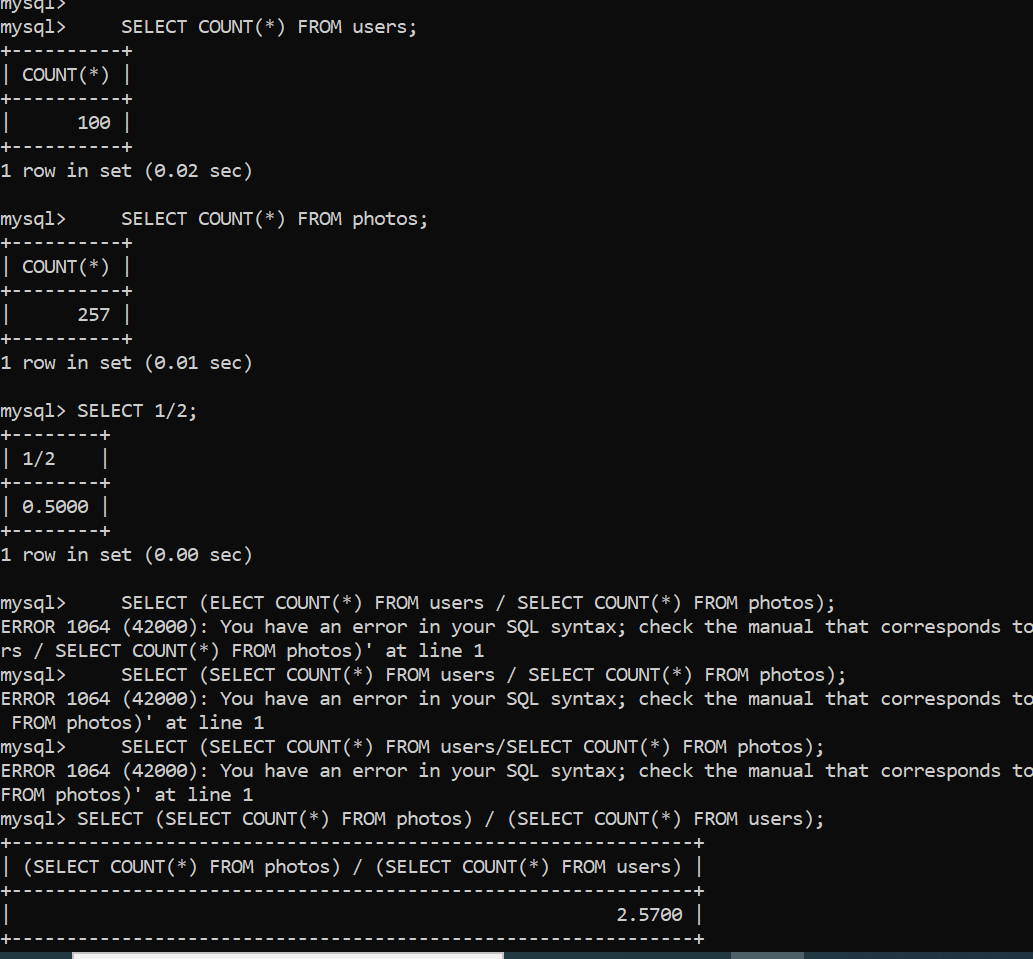 mysql>
mysql>     SELECT COUNT(*) FROM users;
+----------+
| COUNT(*) |
+----------+
|      100 |
+----------+
1 row in set (0.02 sec)

mysql>     SELECT COUNT(*) FROM photos;
+----------+
| COUNT(*) |
+----------+
|      257 |
+----------+
1 row in set (0.01 sec)

mysql> SELECT 1/2;
+--------+
| 1/2    |
+--------+
| 0.5000 |
+--------+
1 row in set (0.00 sec)

mysql>     SELECT (ELECT COUNT(*) FROM users / SELECT COUNT(*) FROM photos);
ERROR 1064 (42000): You have an error in your SQL syntax; check the manual that corresponds to
rs / SELECT COUNT(*) FROM photos)' at line 1
mysql>     SELECT (SELECT COUNT(*) FROM users / SELECT COUNT(*) FROM photos);
ERROR 1064 (42000): You have an error in your SQL syntax; check the manual that corresponds to
 FROM photos)' at line 1
mysql>     SELECT (SELECT COUNT(*) FROM users/SELECT COUNT(*) FROM photos);
ERROR 1064 (42000): You have an error in your SQL syntax; check the manual that corresponds to
FROM photos)' at line 1
mysql> SELECT (SELECT COUNT(*) FROM photos) / (SELECT COUNT(*) FROM users);
+-------------------------------------------------------------+
| (SELECT COUNT(*) FROM photos) / (SELECT COUNT(*) FROM users) |
+-------------------------------------------------------------+
|                                                      2.5700 |
+-------------------------------------------------------------+